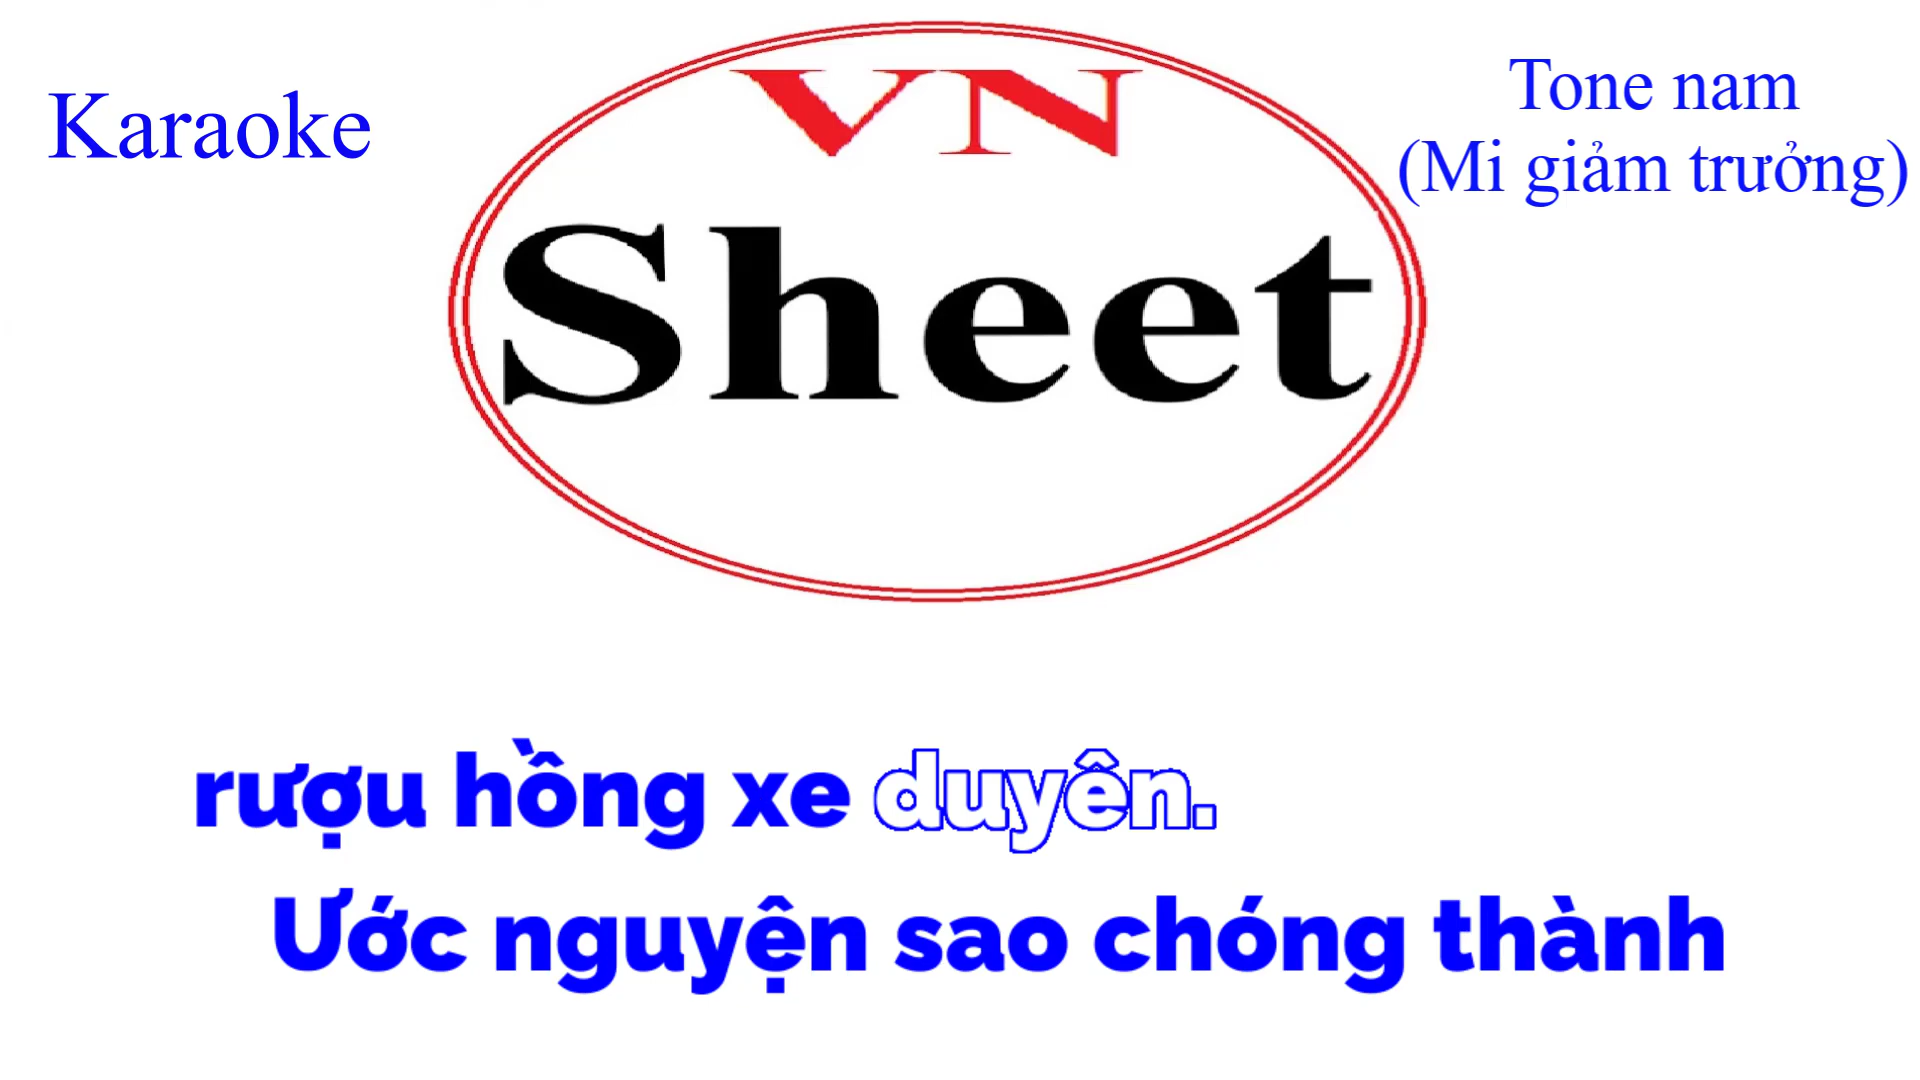 Karaoke
VN
Sheet
Tone nam
(Mi giảm trưởng)
rượu hồng xe duyên.
Ước nguyện sao chóng thành